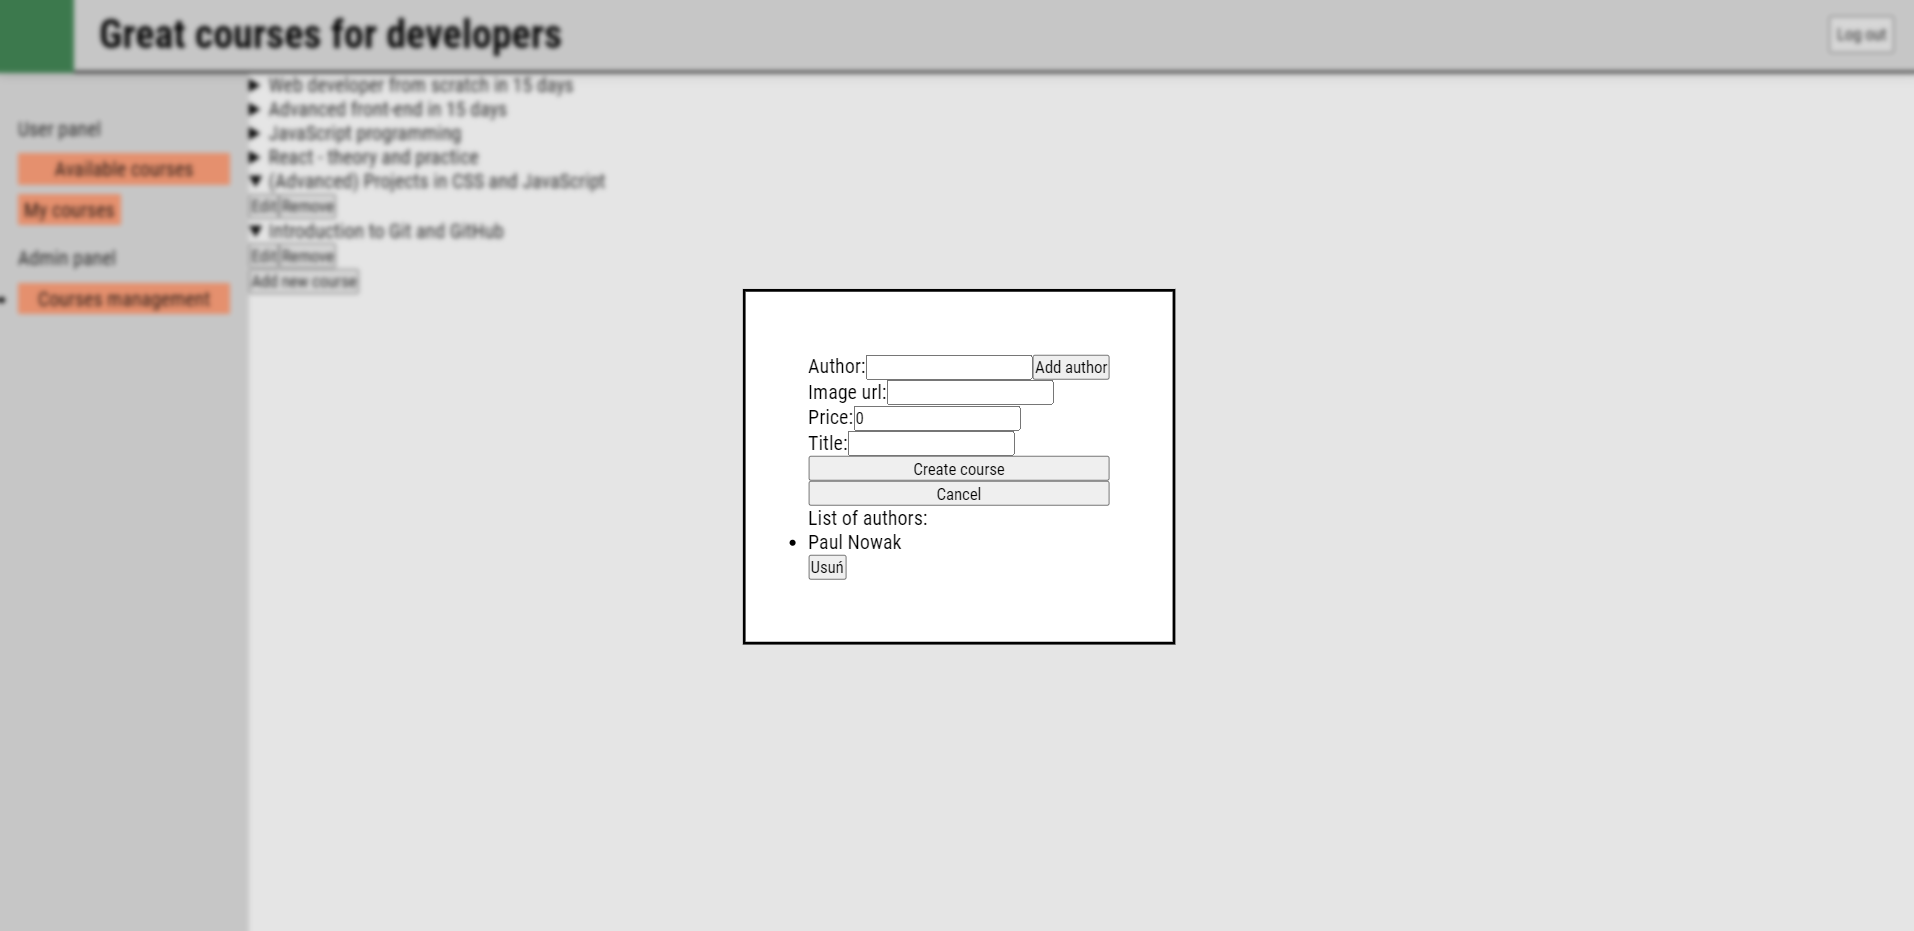 Great courses for developers
Log out
Web developer from scratch in 15 days
Advanced front-end in 15 days
JavaScript programming
React - theory and practice
(Advanced) Projects in CSS and JavaScript
Edit Remove
Introduction to Git and GitHub
Edit Remove
Add new course
User panel
Available courses
My courses
Admin panel
Courses management
Author: Add author
Image url:
Price: 0
Title:
Create course
Cancel
List of authors:
Paul Nowak
Usuń